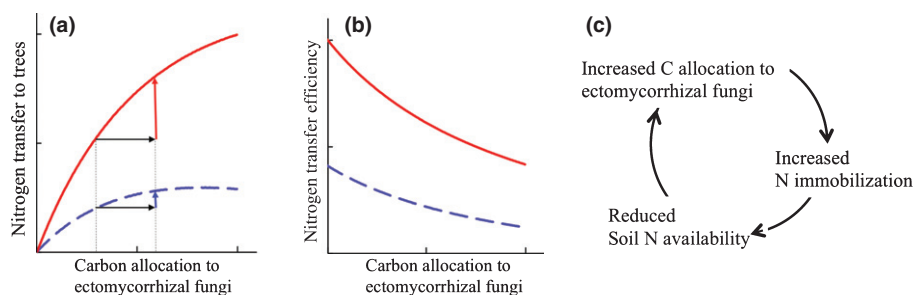 (a)
Nitrogen transfer to trees
Carbon allocation to
ectomycorrhizal fungi
(b)
Nitrogen transfer efficiency
Carbon allocation to
ectomycorrhizal fungi
(c)
Increased C allocation to
ectomycorrhizal fungi
Increased
N immobilization
Reduced
Soil N availability